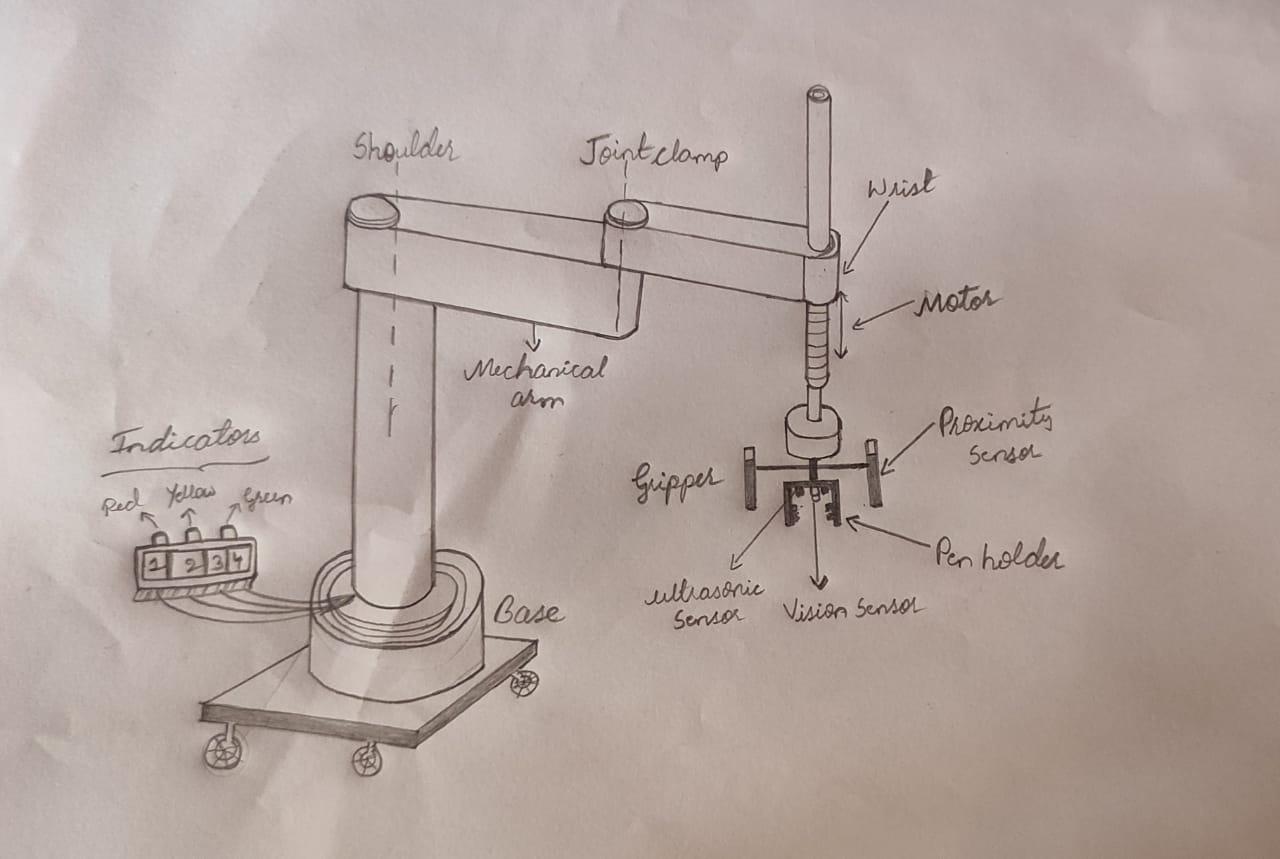 Shoulder
Joint clamp
Wrist
Motor
Mechanical
arm
Proximity
Sensor
Indicators
Red Yellow Green
Gripper
1 2 3 4
Pen holder
ultrasonic
Sensor
Vision Sensor
Base